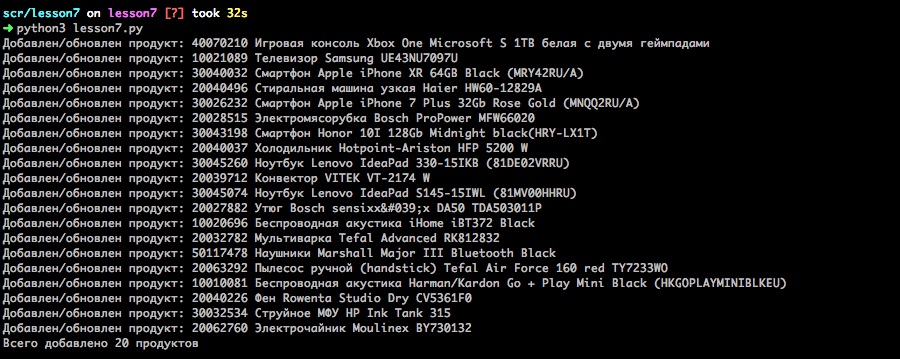 scr/lesson7 on lesson7 [?] took 32s
➜ python3 lesson7.py
Добавлен/обновлен продукт: 40070210 Игровая консоль Xbox One Microsoft S 1TB белая с двумя геймпадами
Добавлен/обновлен продукт: 10021089 Телевизор Samsung UE43NU7097U
Добавлен/обновлен продукт: 30040032 Смартфон Apple iPhone XR 64GB Black (MRY42RU/A)
Добавлен/обновлен продукт: 20040496 Стиральная машина узкая Haier HW60-12829A
Добавлен/обновлен продукт: 30026232 Смартфон Apple iPhone 7 Plus 32Gb Rose Gold (MNQQ2RU/A)
Добавлен/обновлен продукт: 20028515 Электромясорубка Bosch ProPower MFW66020
Добавлен/обновлен продукт: 30043198 Смартфон Honor 10I 128Gb Midnight black(HRY-LX1T)
Добавлен/обновлен продукт: 20040037 Холодильник Hotpoint-Ariston HFP 5200 W
Добавлен/обновлен продукт: 30045260 Ноутбук Lenovo IdeaPad 330-15IKB (81DE02VRRU)
Добавлен/обновлен продукт: 20039712 Конвектор VITEK VT-2174 W
Добавлен/обновлен продукт: 30045074 Ноутбук Lenovo IdeaPad S145-15IWL (81MV00HHRU)
Добавлен/обновлен продукт: 20027882 Утюг Bosch sensixx&#039;x DA50 TDA503011P
Добавлен/обновлен продукт: 10020696 Беспроводная акустика iHome iBT372 Black
Добавлен/обновлен продукт: 20032782 Мультиварка Tefal Advanced RK812832
Добавлен/обновлен продукт: 50117478 Наушники Marshall Major III Bluetooth Black
Добавлен/обновлен продукт: 20063292 Пылесос ручной (handstick) Tefal Air Force 160 red TY7233WO
Добавлен/обновлен продукт: 10010081 Беспроводная акустика Harman/Kardon Go + Play Mini Black (HKGOPLAYMINIBLKEU)
Добавлен/обновлен продукт: 20040226 Фен Rowenta Studio Dry CV5361F0
Добавлен/обновлен продукт: 30032534 Струйное МФУ HP Ink Tank 315
Добавлен/обновлен продукт: 20062760 Электрочайник Moulinex BY730132
Всего добавлено 20 продуктов